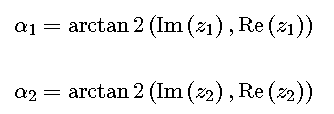 α₁ = arctan 2 (Im (z₁) , Re (z₁))
α₂ = arctan 2 (Im (z₂) , Re (z₂))